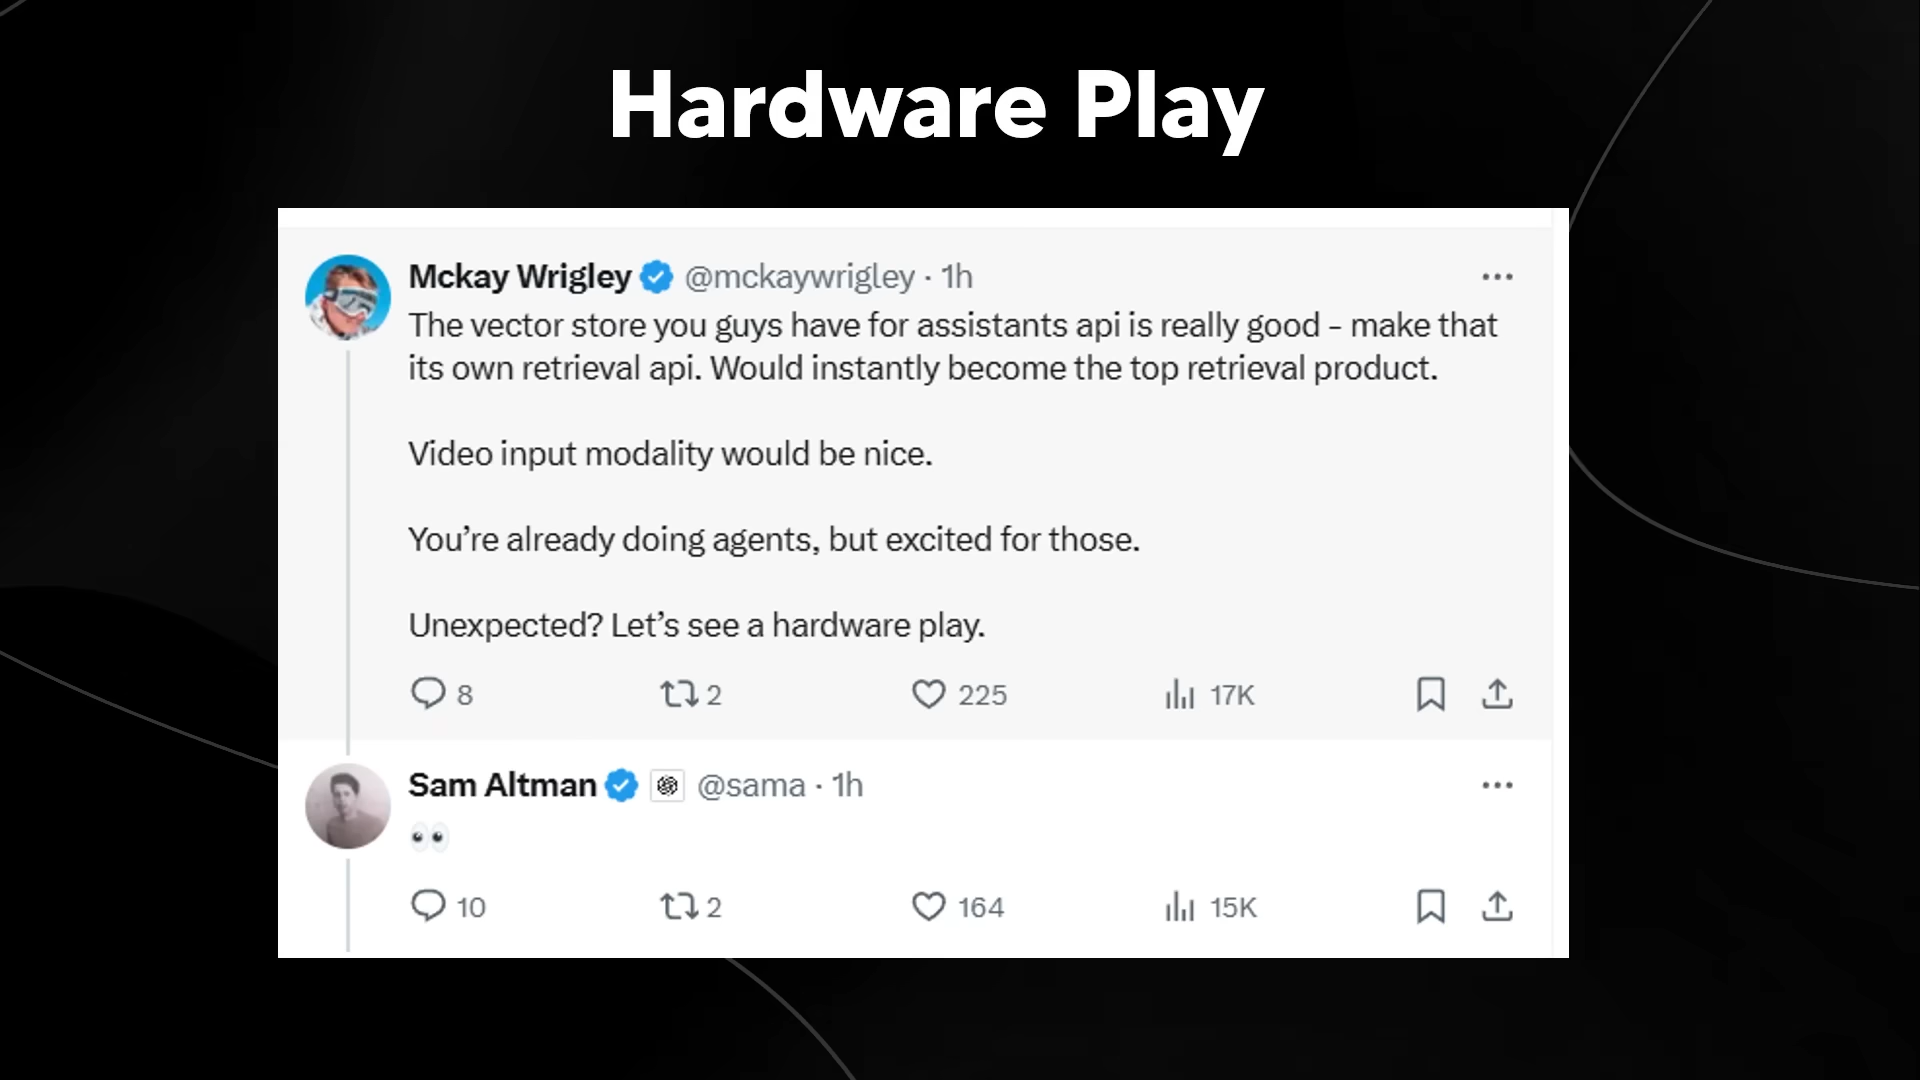 Hardware Play
Mckay Wrigley @mckaywrigley · 1h
The vector store you guys have for assistants api is really good - make that
its own retrieval api. Would instantly become the top retrieval product.
Video input modality would be nice.
You’re already doing agents, but excited for those.
Unexpected? Let’s see a hardware play.
8 2 225 17K
Sam Altman @sama · 1h
👀
10 2 164 15K